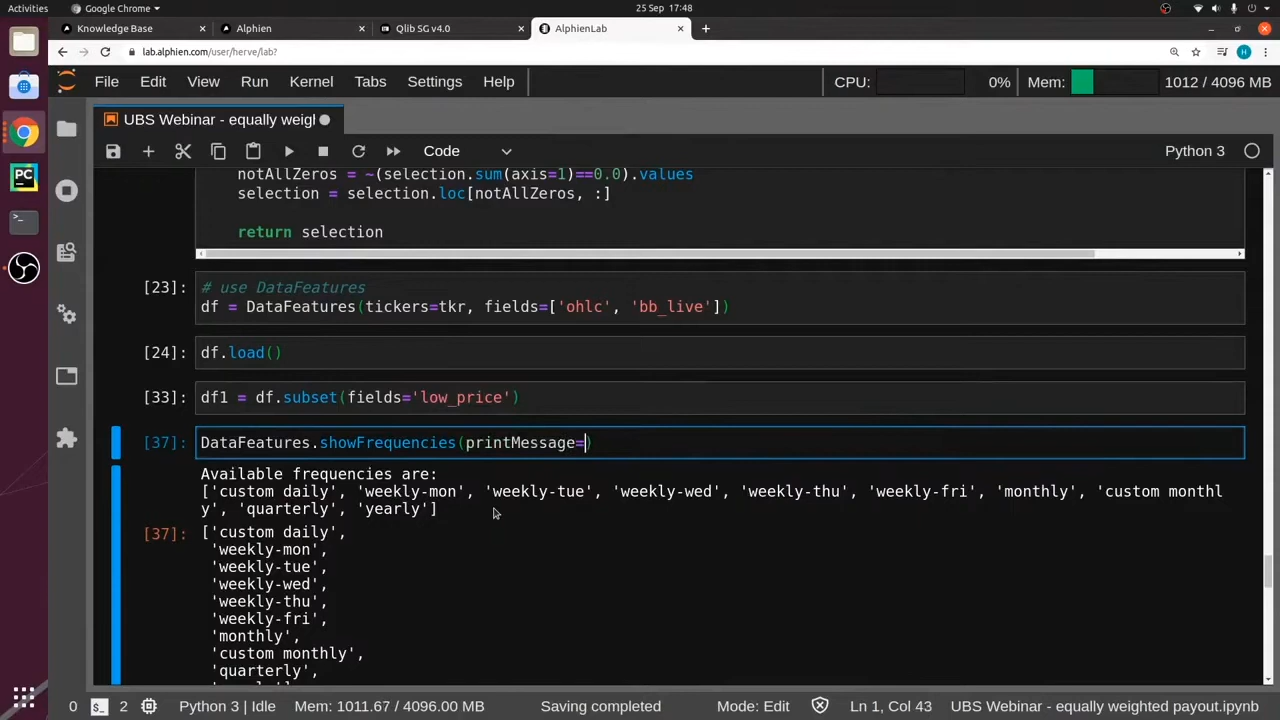 Activities
Google Chrome
25 Sep 17:48
Knowledge Base
Alphien
Qlib SG v4.0
AlphienLab
lab.alphien.com/user/herve/lab?
H
File Edit View Run Kernel Tabs Settings Help
CPU: 0% Mem: 1012 / 4096 MB
UBS Webinar - equally weigl
Code
Python 3
notAllZeros = ~(selection.sum(axis=1)==0.0).values
selection = selection.loc[notAllZeros, :]
return selection
[23]: # use DataFeatures
df = DataFeatures(tickers=tkr, fields=['ohlc', 'bb_live'])
[24]: df.load()
[33]: df1 = df.subset(fields='low_price')
[37]: DataFeatures.showFrequencies(printMessage=)
Available frequencies are:
['custom daily', 'weekly-mon', 'weekly-tue', 'weekly-wed', 'weekly-thu', 'weekly-fri', 'monthly', 'custom monthl
y', 'quarterly', 'yearly']
[37]: ['custom daily',
'weekly-mon',
'weekly-tue',
'weekly-wed',
'weekly-thu',
'weekly-fri',
'monthly',
'custom monthly',
'quarterly',
PC
0 2 Python 3 | Idle Mem: 1011.67 / 4096.00 MB Saving completed Mode: Edit Ln 1, Col 43 UBS Webinar - equally weighted payout.ipynb